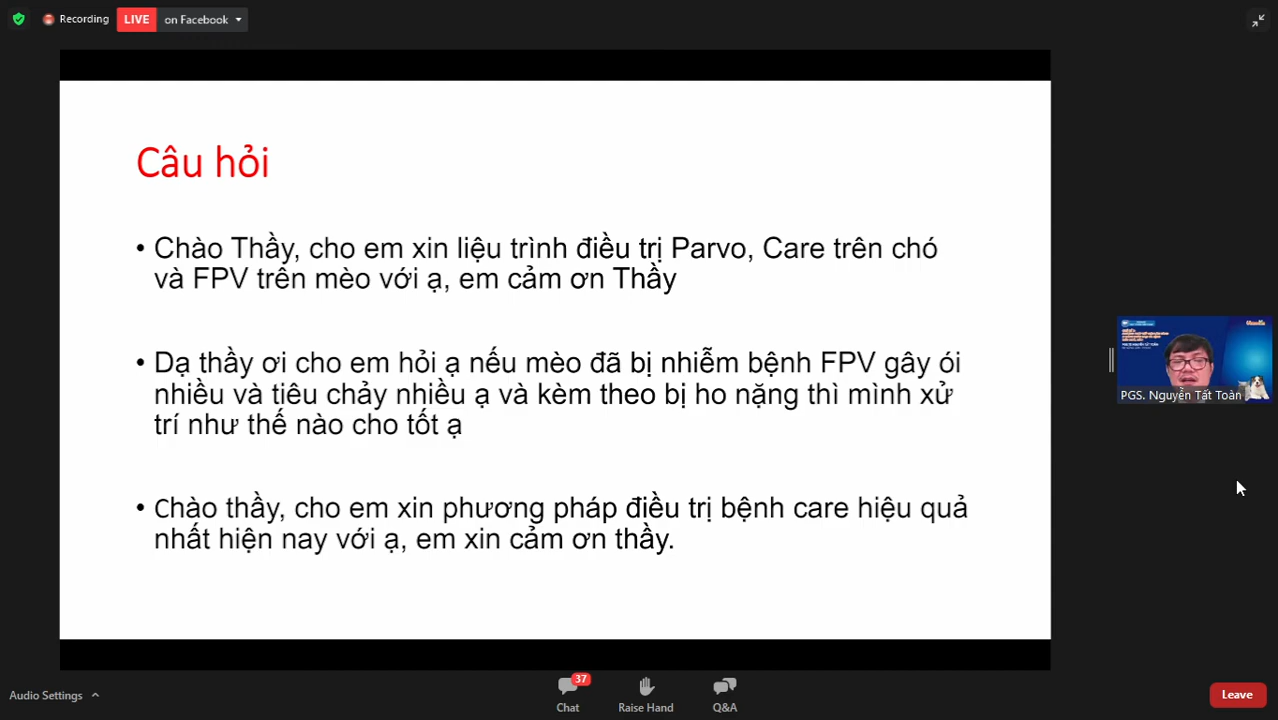 Recording
LIVE
on Facebook
Câu hỏi
• Chào Thầy, cho em xin liệu trình điều trị Parvo, Care trên chó
và FPV trên mèo với ạ, em cảm ơn Thầy
• Dạ thầy ơi cho em hỏi ạ nếu mèo đã bị nhiễm bệnh FPV gây ói
nhiều và tiêu chảy nhiều ạ và kèm theo bị ho nặng thì mình xử
trí như thế nào cho tốt ạ
• Chào thầy, cho em xin phương pháp điều trị bệnh care hiệu quả
nhất hiện nay với ạ, em xin cảm ơn thầy.
PGS. Nguyễn Tất Toàn
Audio Settings
37
Chat
Raise Hand
Q&A
Leave